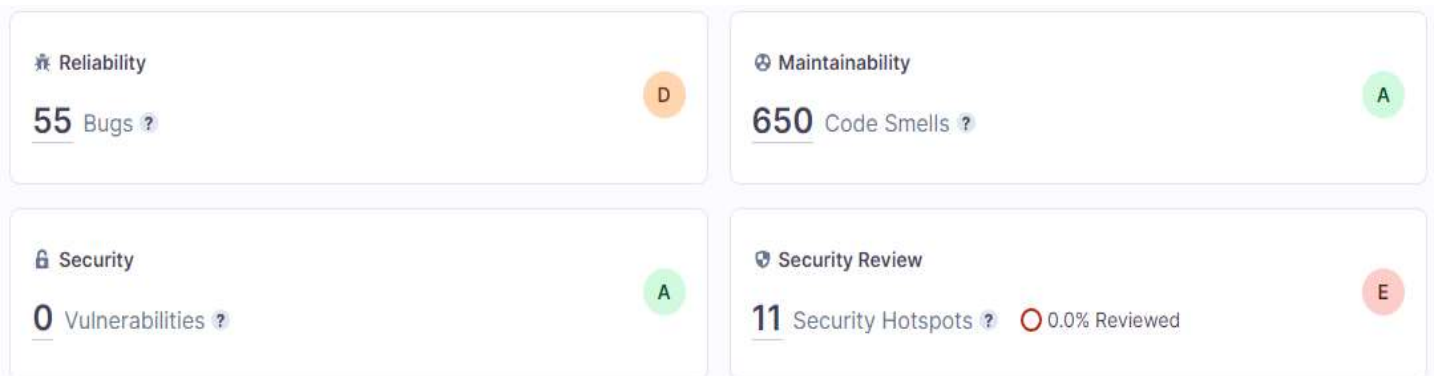 Reliability
55 Bugs ?
D
Maintainability
650 Code Smells ?
A
Security
0 Vulnerabilities ?
A
Security Review
11 Security Hotspots ? 0.0% Reviewed
E